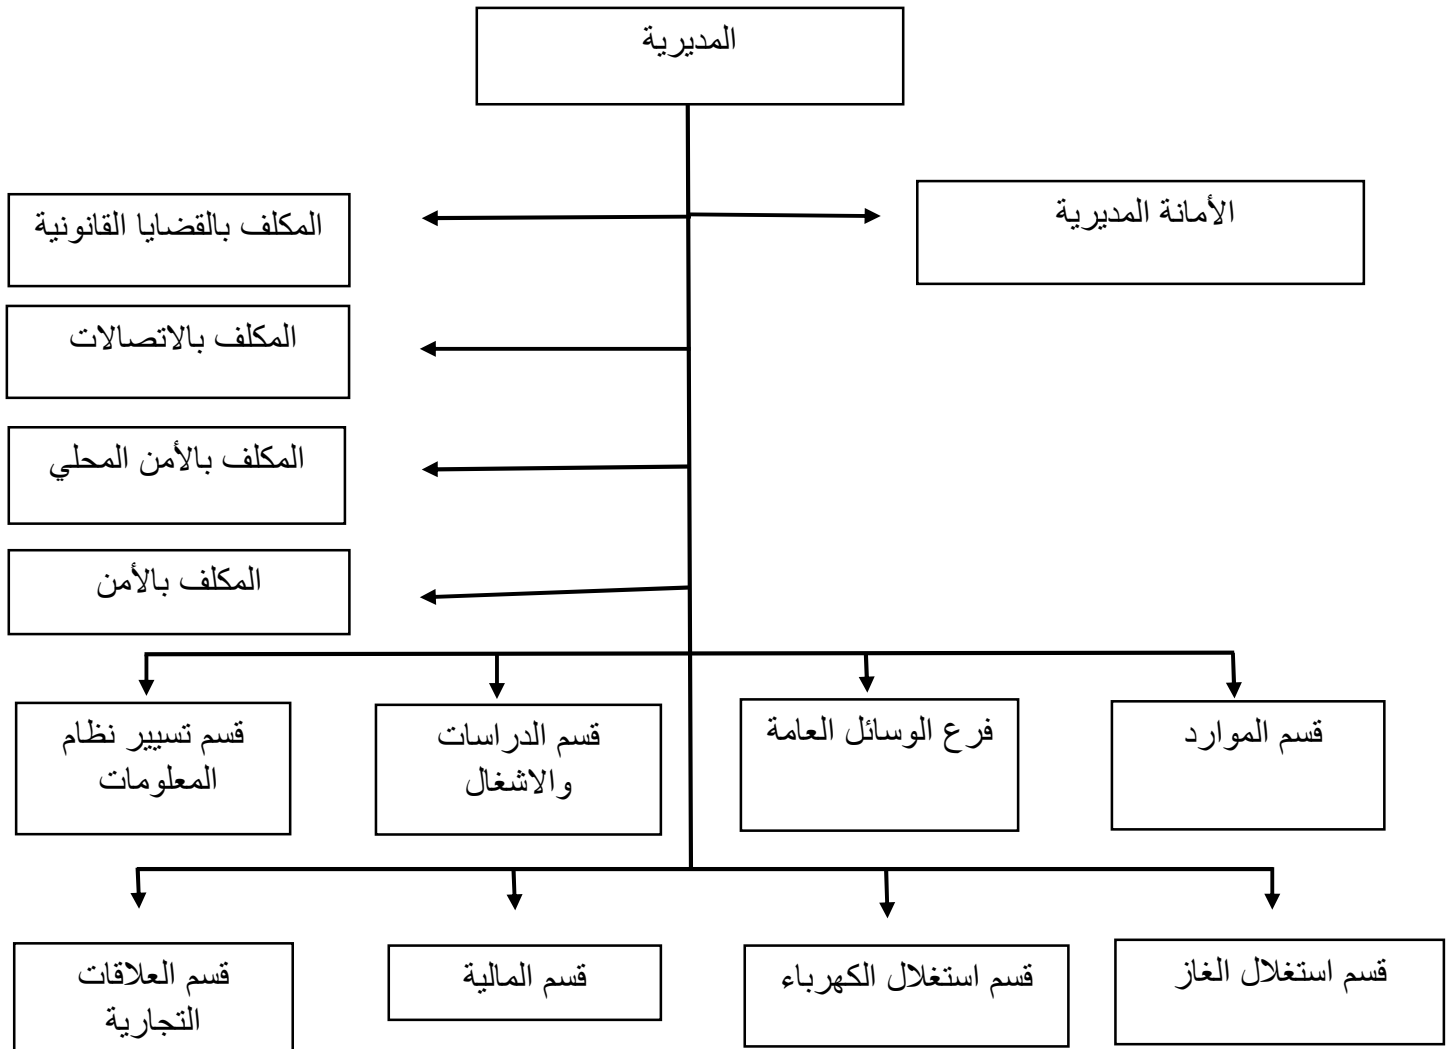 المديرية
الأمانة المديرية
المكلف بالقضايا القانونية
المكلف بالاتصالات
المكلف بالأمن المحلي
المكلف بالأمن
قسم الموارد
فرع الوسائل العامة
قسم الدراسات
والاشغال
قسم تسيير نظام
المعلومات
قسم استغلال الغاز
قسم استغلال الكهرباء
قسم المالية
قسم العلاقات
التجارية